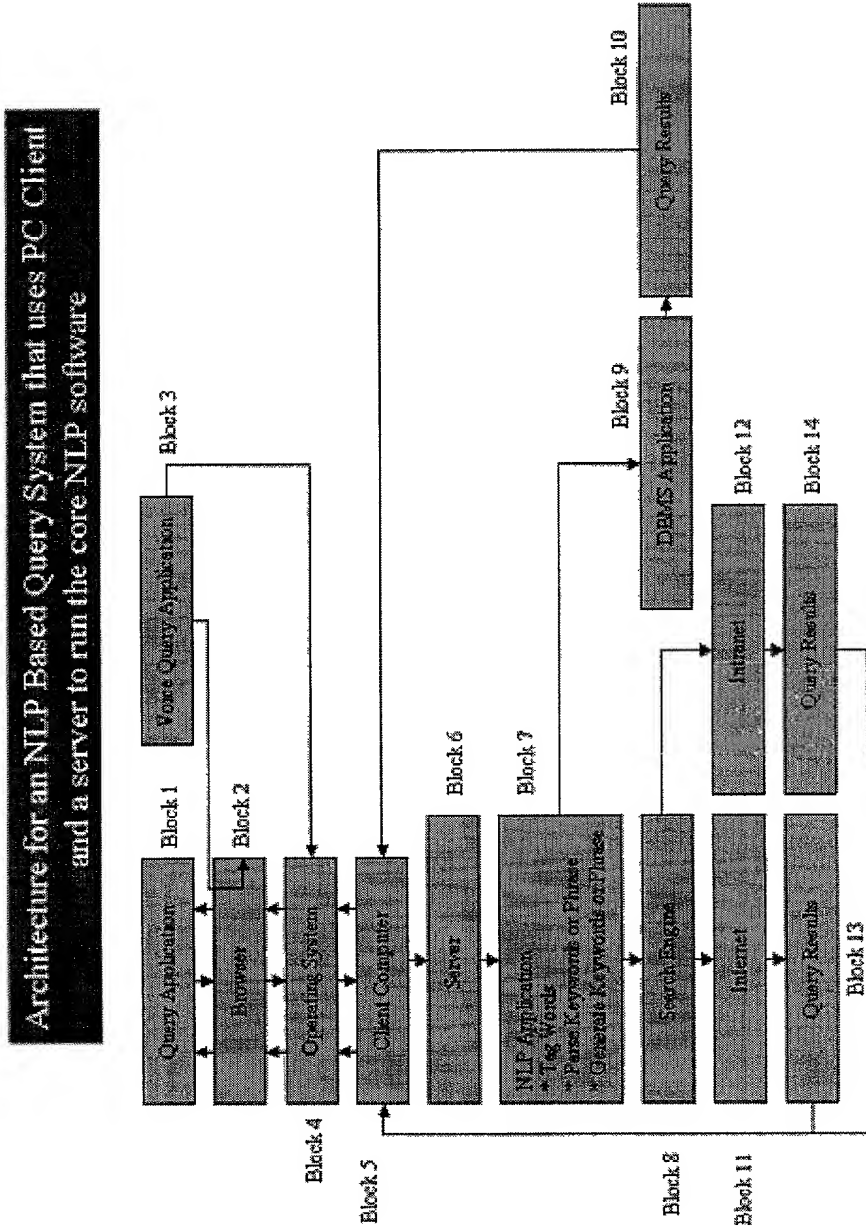 Architecture for an NLP Based Query System that uses PC Client
and a server to run the core NLP software
Query Application
Block 1
Browser
Block 2
Voice Query Application
Block 3
Operating System
Block 4
Client Computer
Block 5
Server
Block 6
NLP Application
* Tag Words
* Parse Keywords or Phrase
* Generate Keywords or Phrase
Block 7
Search Engine
Block 8
DBMS Application
Block 9
Query Results
Block 10
Internet
Block 11
Intranet
Block 12
Query Results
Block 13
Query Results
Block 14